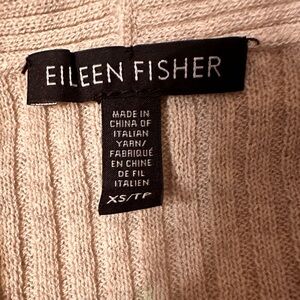 EILEEN FISHER
MADE IN
CHINA OF
ITALIAN
YARN/
FABRIQUÉ
EN CHINE
DE FIL
ITALIEN
XS/TP